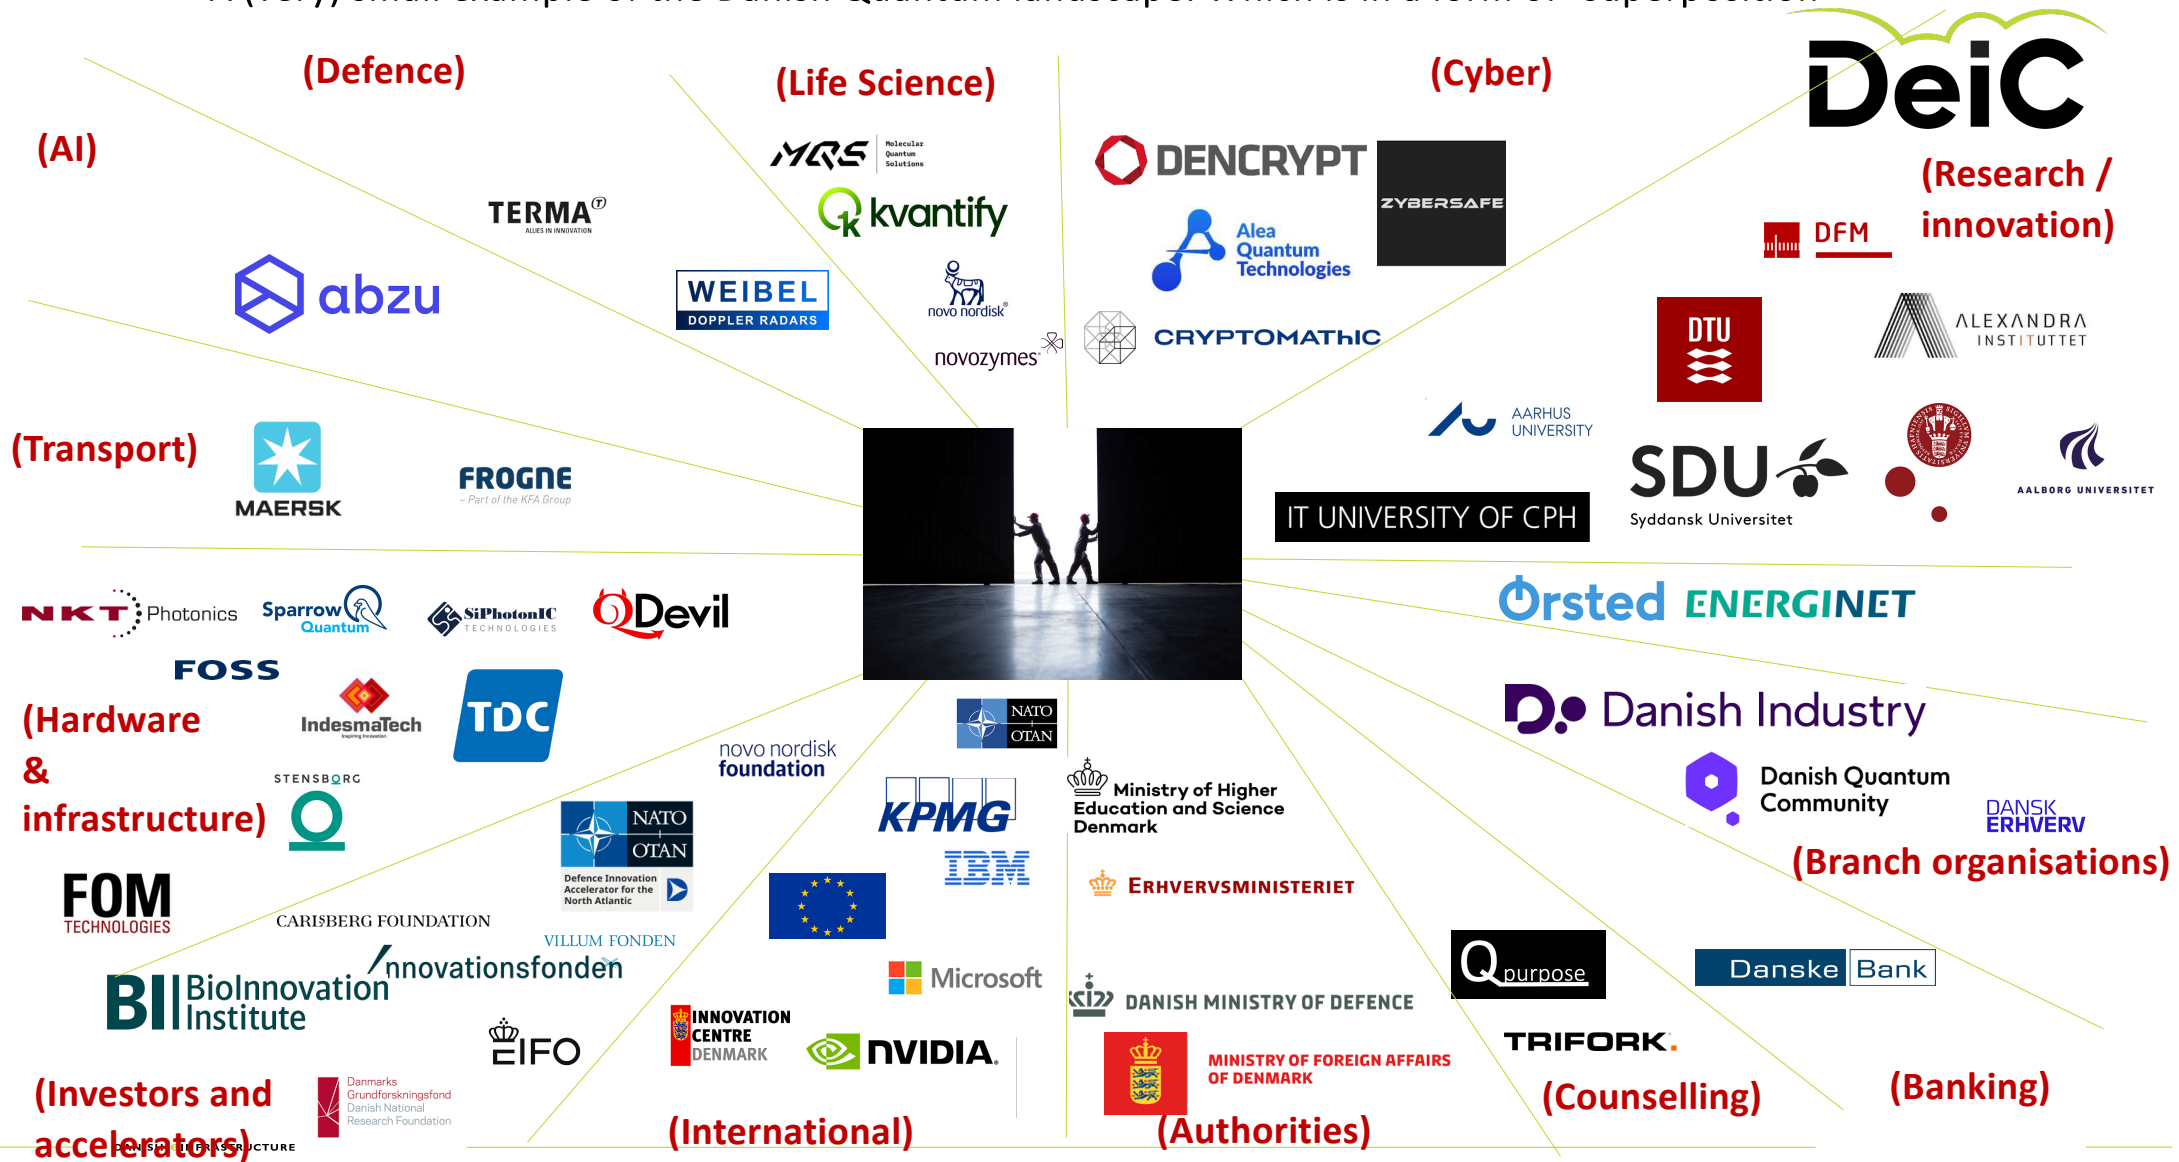 (Defence)
(Life Science)
(Cyber)
DeiC
(AI)
MQS
Molecular
Quantum
Solutions
DENCRYPT
ZYBERSAFE
(Research /
innovation)
TERMA
ALLIES IN INNOVATION
kvantify
Alea
Quantum
Technologies
DFM
abzu
WEIBEL
DOPPLER RADARS
novo nordisk
novozymes
CRYPTOMATHIC
DTU
ALEXANDRA
INSTITUTTET
(Transport)
MAERSK
FROGNE
– Part of the KFA Group
AARHUS
UNIVERSITY
SDU
Syddansk Universitet
AALBORG UNIVERSITET
IT UNIVERSITY OF CPH
NKT Photonics
Sparrow
Quantum
SiPhotonIC
TECHNOLOGIES
QDevil
Ørsted
ENERGINET
FOSS
IndesmaTech
Inspiring Innovation
TDC
(Hardware
&
infrastructure)
STENSBORG
FOM
TECHNOLOGIES
novo nordisk
foundation
NATO
OTAN
NATO
OTAN
Defence Innovation
Accelerator for the
North Atlantic
KPMG
IBM
Ministry of Higher
Education and Science
Denmark
ERHVERVSMINISTERIET
Danish Industry
Danish Quantum
Community
DANSK
ERHVERV
(Branch organisations)
CARLSBERG FOUNDATION
VILLUM FONDEN
Innovationsfonden
BII BioInnovation
Institute
EIFO
Microsoft
INNOVATION
CENTRE
DENMARK
NVIDIA.
DANISH MINISTRY OF DEFENCE
MINISTRY OF FOREIGN AFFAIRS
OF DENMARK
Qpurpose
TRIFORK.
Danske Bank
(Investors and
accelerators)
Danmarks
Grundforskningsfond
Danish National
Research Foundation
(International)
(Authorities)
(Counselling)
(Banking)